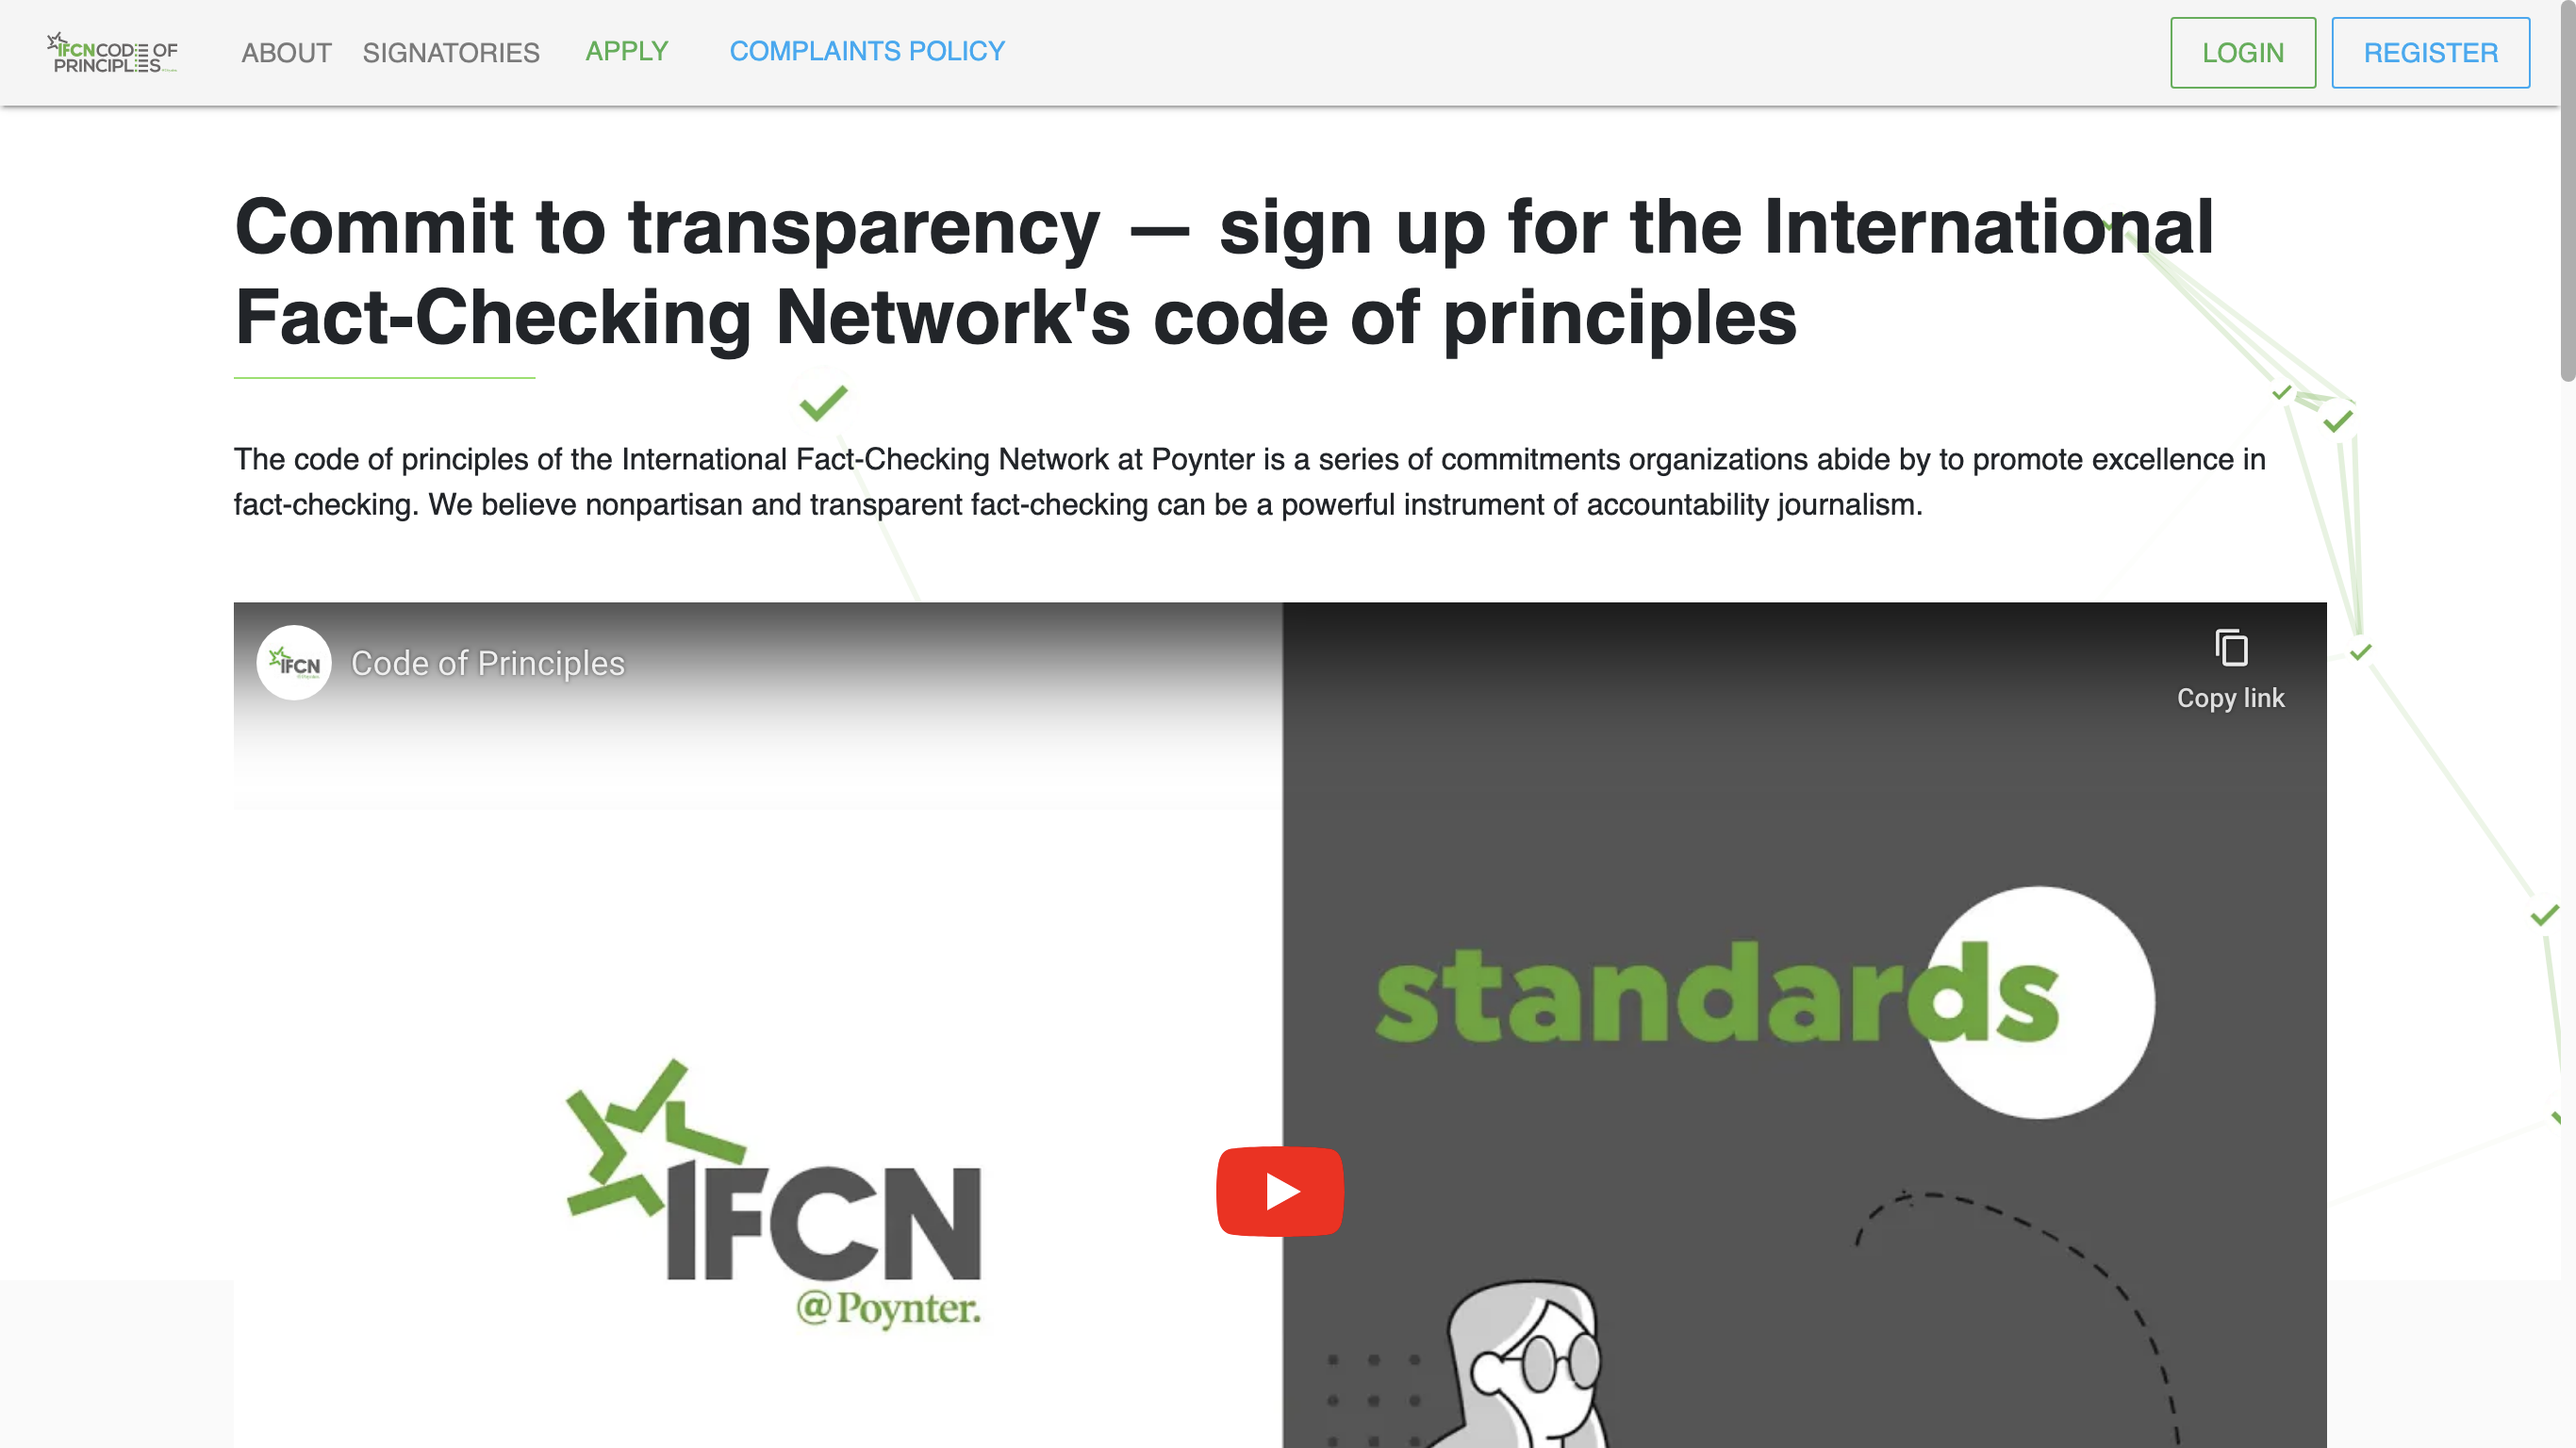 IFCN CODE OF
PRINCIPLES
ABOUT
SIGNATORIES
APPLY
COMPLAINTS POLICY
LOGIN
REGISTER
Commit to transparency — sign up for the International
Fact-Checking Network's code of principles
The code of principles of the International Fact-Checking Network at Poynter is a series of commitments organizations abide by to promote excellence in
fact-checking. We believe nonpartisan and transparent fact-checking can be a powerful instrument of accountability journalism.
IFCN
Code of Principles
Copy link
standards
IFCN
@Poynter.